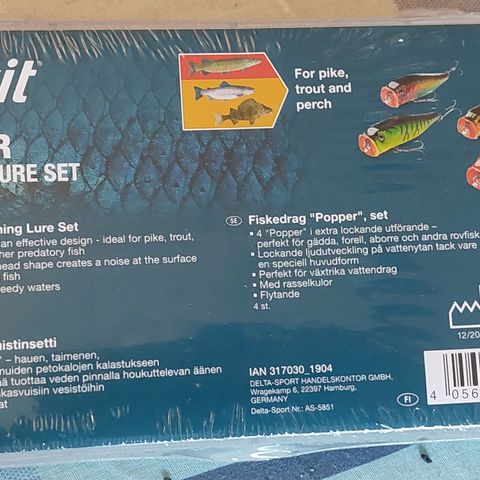 it®
For pike,
trout and
perch
R
URE SET
ning Lure Set
an effective design - ideal for pike, trout,
her predatory fish
head shape creates a noise at the surface
fish
eedy waters
SE
Fiskedrag "Popper", set
• 4 "Popper" i extra lockande utförande –
perfekt för gädda, forell, aborre och andra rovfisk
• Lockande ljudutveckling på vattenytan tack vare
en speciell huvudform
• Perfekt för växtrika vattendrag
• Med rasselkulor
• Flytande
4 st.
uistinsetti
" – hauen, taimenen,
muiden petokalojen kalastukseen
mä tuottaa veden pinnalla houkuttelevan äänen
kasvuisiin vesistöihin
at
IAN 317030_1904
DELTA-SPORT HANDELSKONTOR GMBH,
Wragekamp 6, 22397 Hamburg,
GERMANY
Delta-Sport Nr.: AS-5851
FI
12/20
4 056